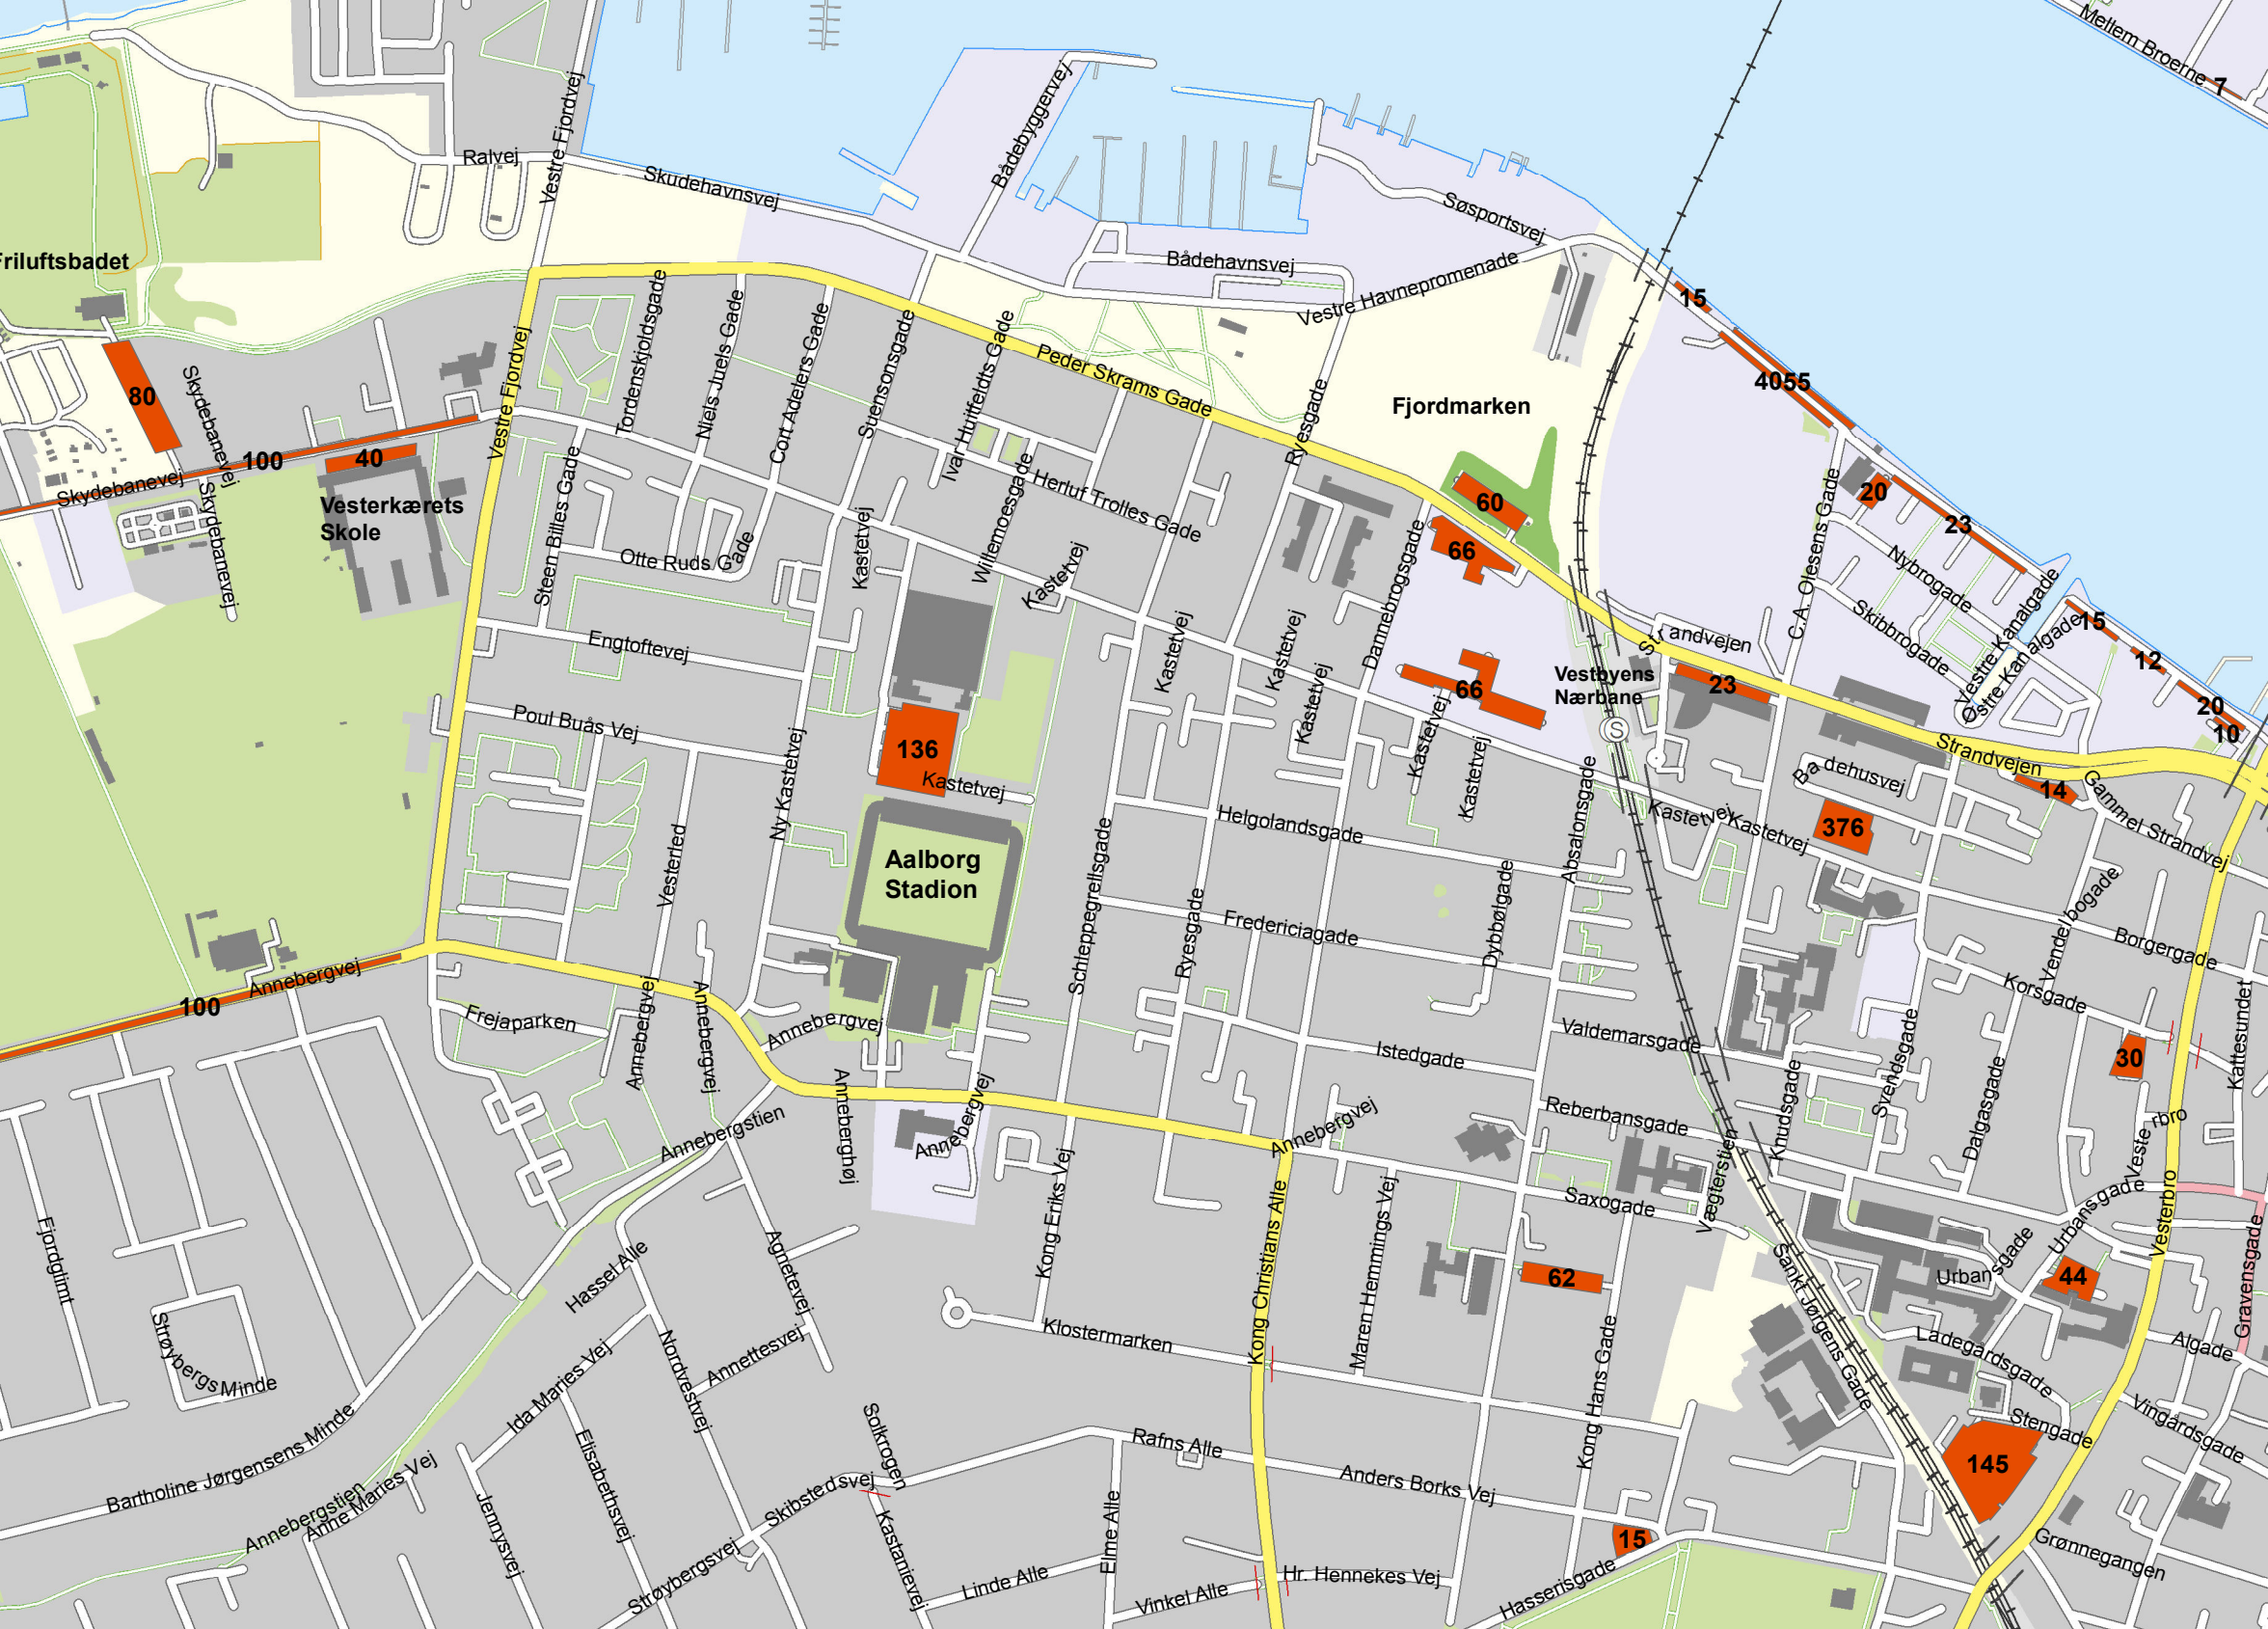 Mellem Broerne
7
Vestre Fjordvej
Bådebyggervej
Ralvej
Skudehavnsvej
Søsportsvej
Bådehavnsvej
Vestre Havnepromenade
Friluftsbadet
15
80
Skydebanevej
100
40
Skydebanevej
Skydebanevej
Vesterkærets
Skole
Vestre Fjordvej
Tordenskjoldsgade
Niels Juels Gade
Cort Adelers Gade
Suensonsgade
Ivar Huitfeldts Gade
Peder Skrams Gade
Ryesgade
Fjordmarken
4055
Herluf Trolles Gade
Willemoesgade
Kastetvej
Kastetvej
Steen Billes Gade
Otte Ruds Gade
Engtoftevej
Poul Buås Vej
60
66
66
Dannebrogsgade
Kastetvej
Kastetvej
Kastetvej
Kastetvej
Kastetvej
Strandvejen
Vestbyens
Nærbane
S
23
C.A. Olesens Gade
20
23
Nybrogade
Skibbrogade
Vestre Kanalgade
Østre Kanalgade
15
12
20
10
Strandvejen
14
Badehusvej
376
Gammel Strandvej
Kastetvej
Kastetvej
136
Kastetvej
Aalborg
Stadion
Ny Kastetvej
Vesterled
Schleppegrellsgade
Helgolandsgade
Fredericiagade
Ryesgade
Dybbølgade
Absalonsgade
Vendelbogade
Borgergade
Korsgade
Kattesundet
30
Annebergvej
100
Frejaparken
Annebergvej
Annebergvej
Annebergvej
Annebergvej
Annebergvej
Anneberghøj
Annebergstien
Istedgade
Valdemarsgade
Reberbansgade
Knudsgade
Svendsgade
Dalgasgade
Vesterbro
Vesterbro
Urbansgade
Urbansgade
44
Saxogade
Vægterstien
62
Sankt Jørgens Gade
Ladegårdsgade
Gravensgade
Algade
Vingårdsgade
Stengade
145
Grønnegangen
Fjordglimt
Strøybergs Minde
Bartholine Jørgensens Minde
Annebergstien
Anne Maries Vej
Hassel Alle
Ida Maries Vej
Agnetevej
Annettesvej
Nordvestvej
Elisabethsvej
Jennysvej
Kong Eriks Vej
Klostermarken
Kong Christians Alle
Maren Hemmings Vej
Kong Hans Gade
Solkrogen
Skibstedsvej
Strøybergsvej
Kastanievej
Rafns Alle
Elme Alle
Linde Alle
Vinkel Alle
Anders Borks Vej
Hr. Hennekes Vej
15
Hasserisgade